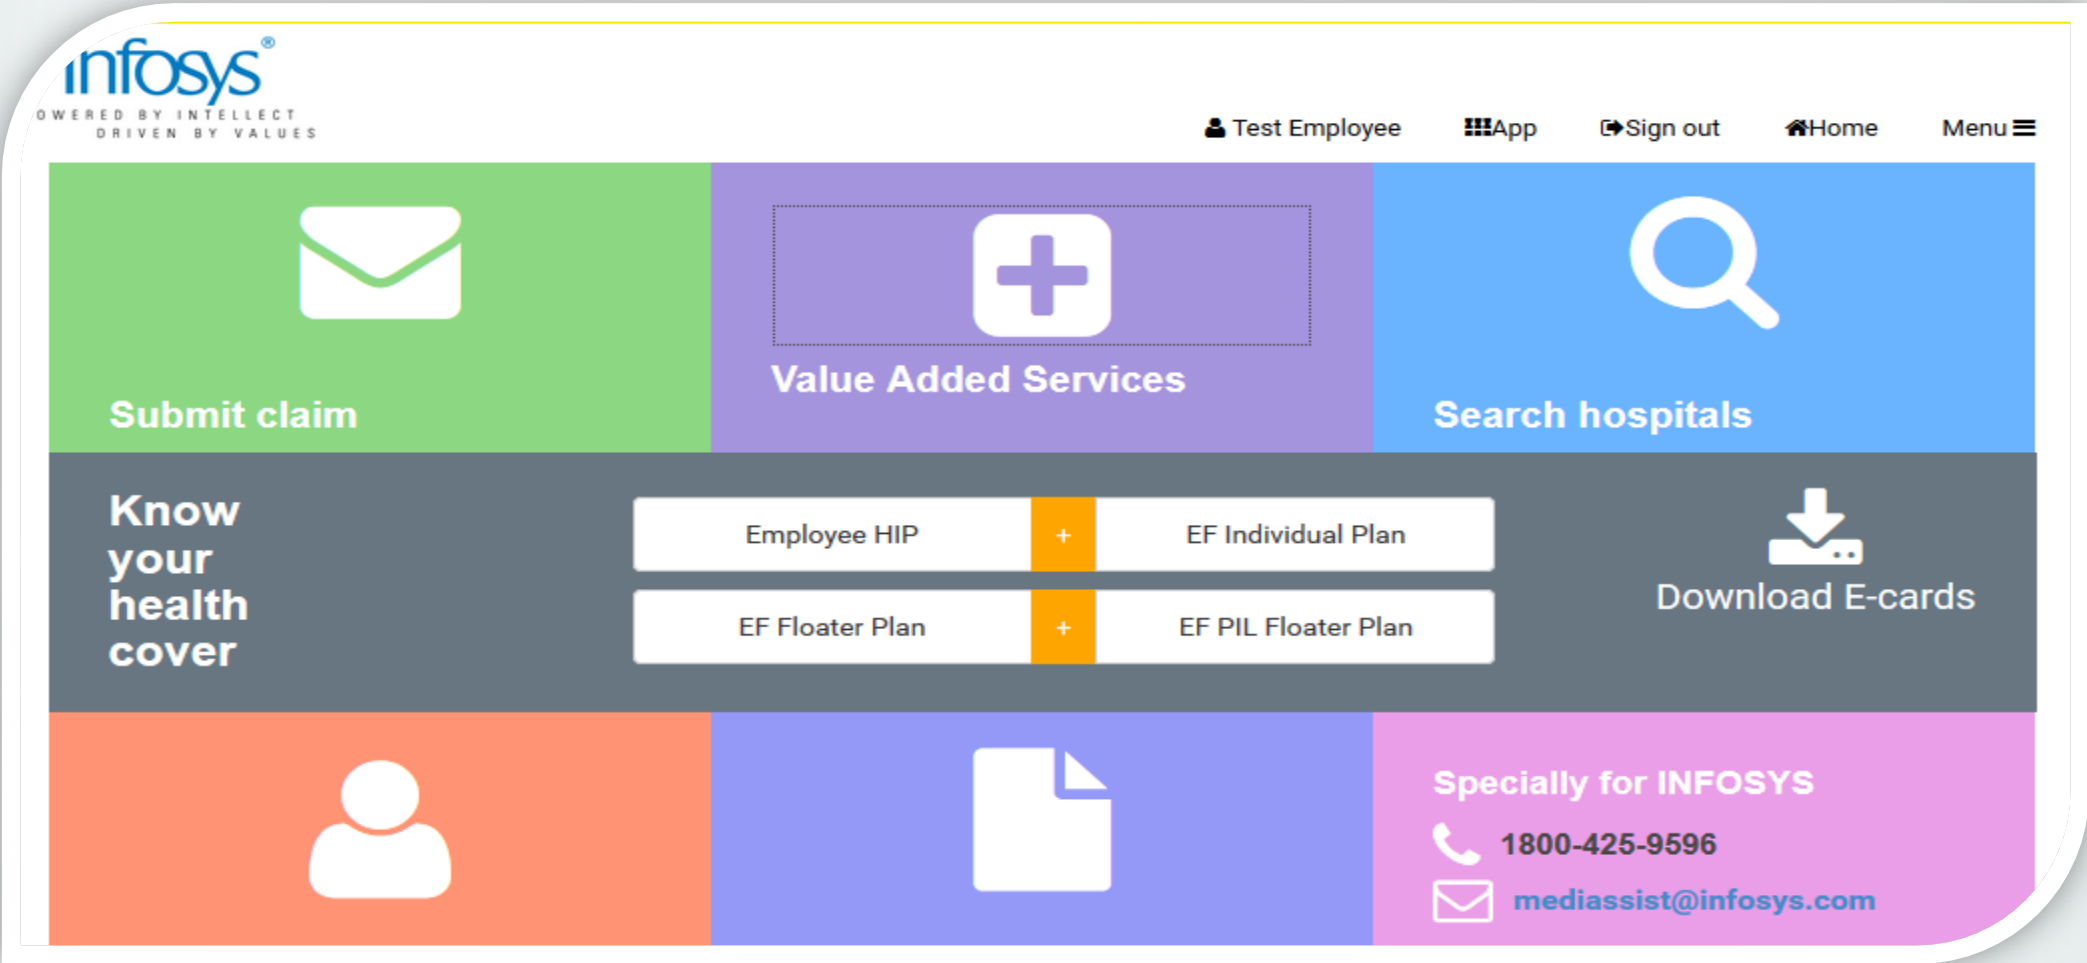 infosys®
OWERED BY INTELLECT
DRIVEN BY VALUES
Test Employee
App
Sign out
Home
Menu
Submit claim
Value Added Services
Search hospitals
Know
your
health
cover
Employee HIP + EF Individual Plan
EF Floater Plan + EF PIL Floater Plan
Download E-cards
Specially for INFOSYS
1800-425-9596
mediassist@infosys.com